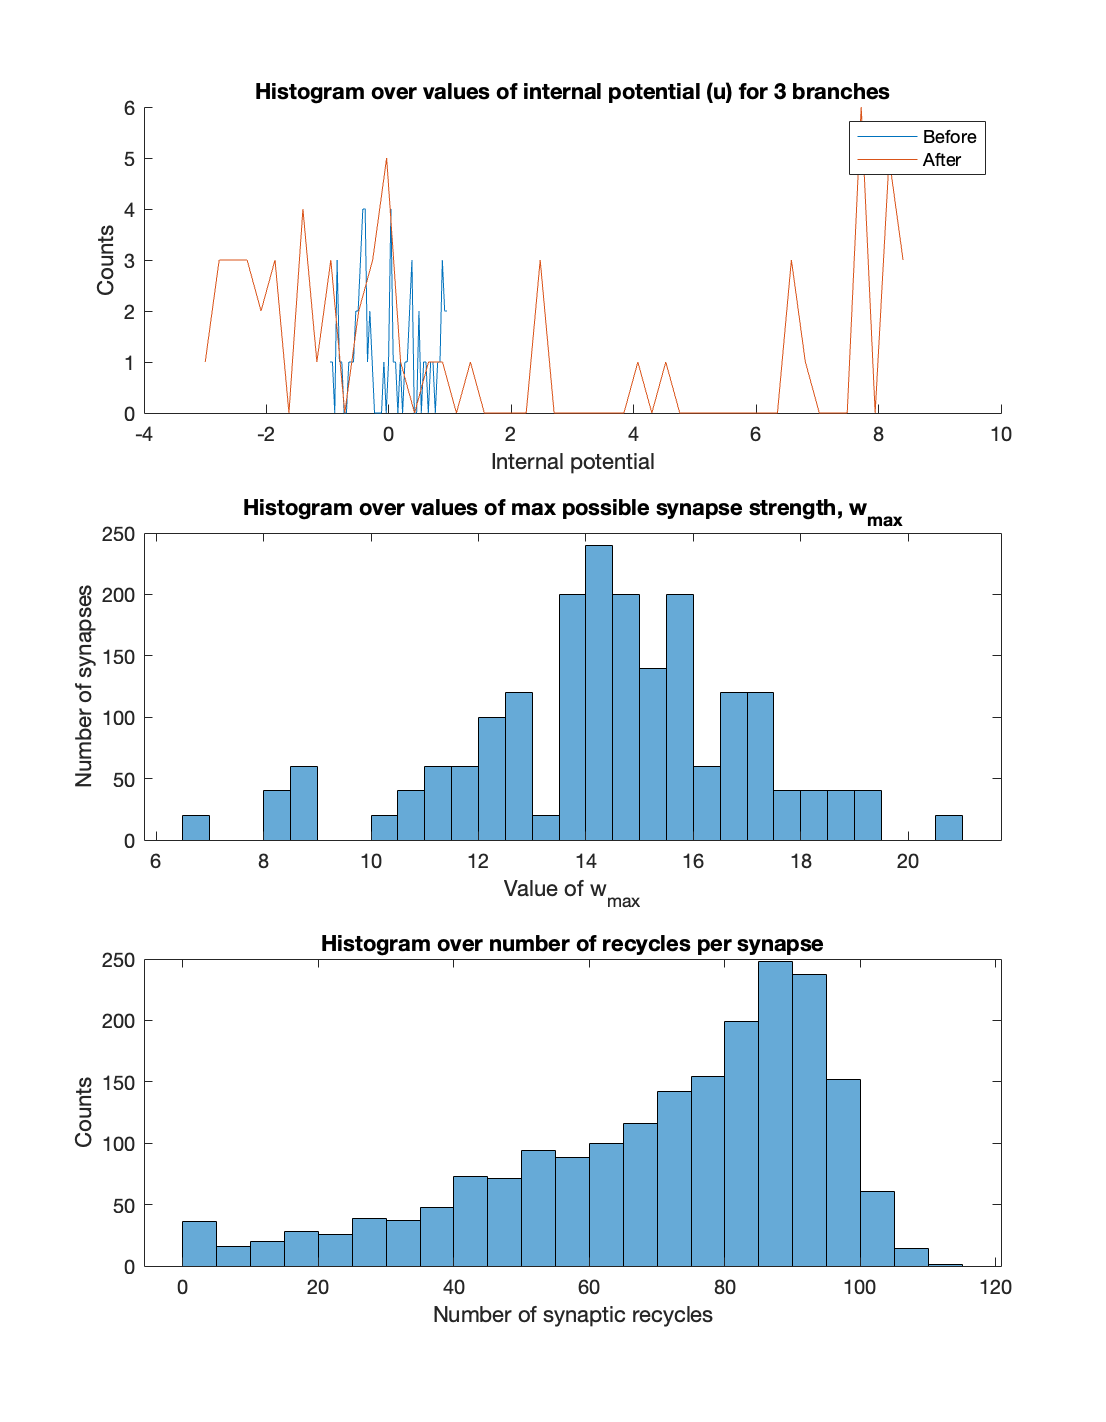 Histogram over values of internal potential (u) for 3 branches
6
5
4
3
2
1
0
Counts
Before
After
-4 -2 0 2 4 6 8 10
Internal potential
Histogram over values of max possible synapse strength, w_max
250
200
150
100
50
0
Number of synapses
6 8 10 12 14 16 18 20
Value of w_max
Histogram over number of recycles per synapse
250
200
150
100
50
0
Counts
0 20 40 60 80 100 120
Number of synaptic recycles